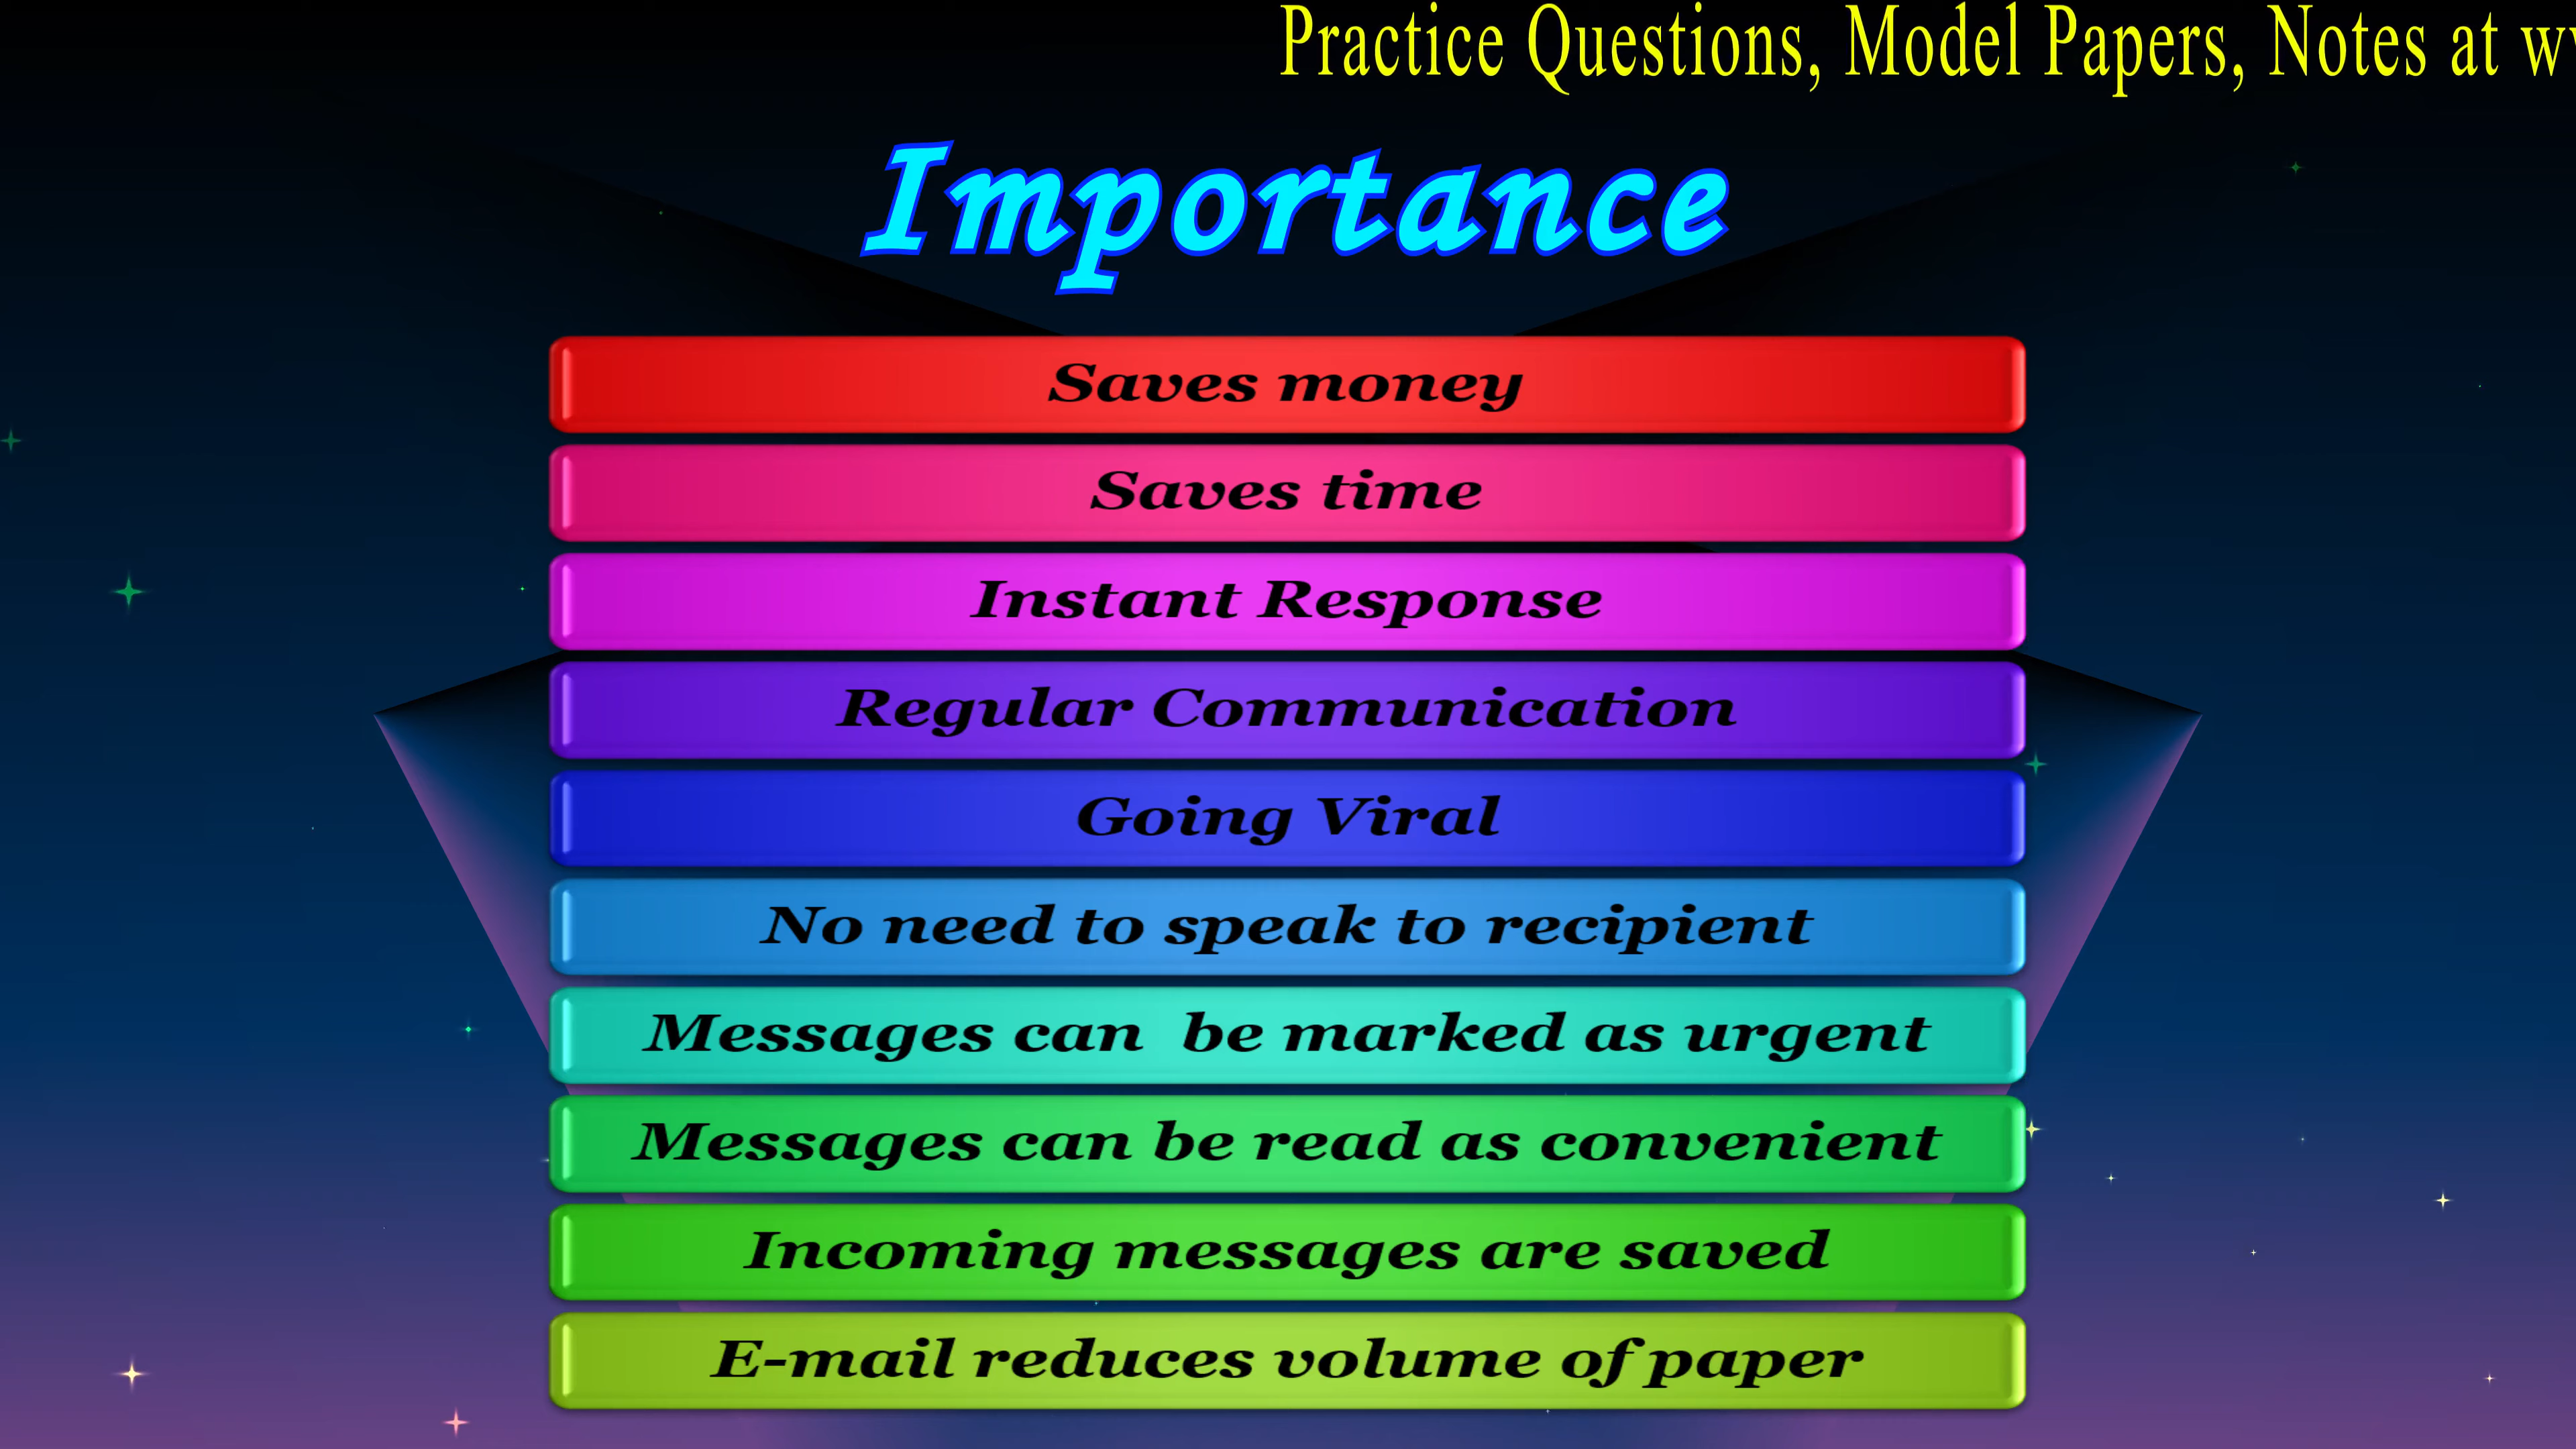 Practice Questions, Model Papers, Notes at
Importance
Saves money
Saves time
Instant Response
Regular Communication
Going Viral
No need to speak to recipient
Messages can  be marked as urgent
Messages can be read as convenient
Incoming messages are saved
E-mail reduces volume of paper